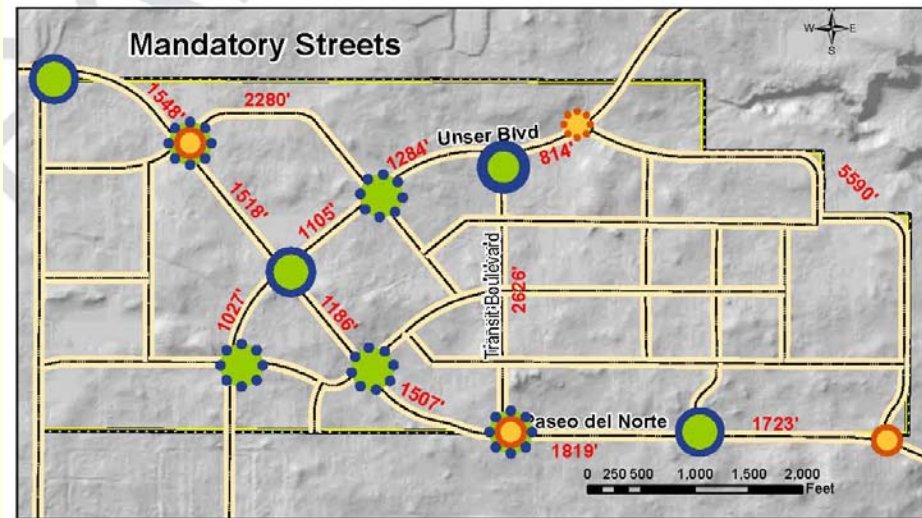 Mandatory Streets
W E
S
1548'
2280'
Unser Blvd
1284'
814'
5590'
1518'
1105'
Transit Boulevard
2626'
1027'
1186'
1507'
Paseo del Norte
1819'
1723'
0 250 500 1,000 1,500 2,000
Feet